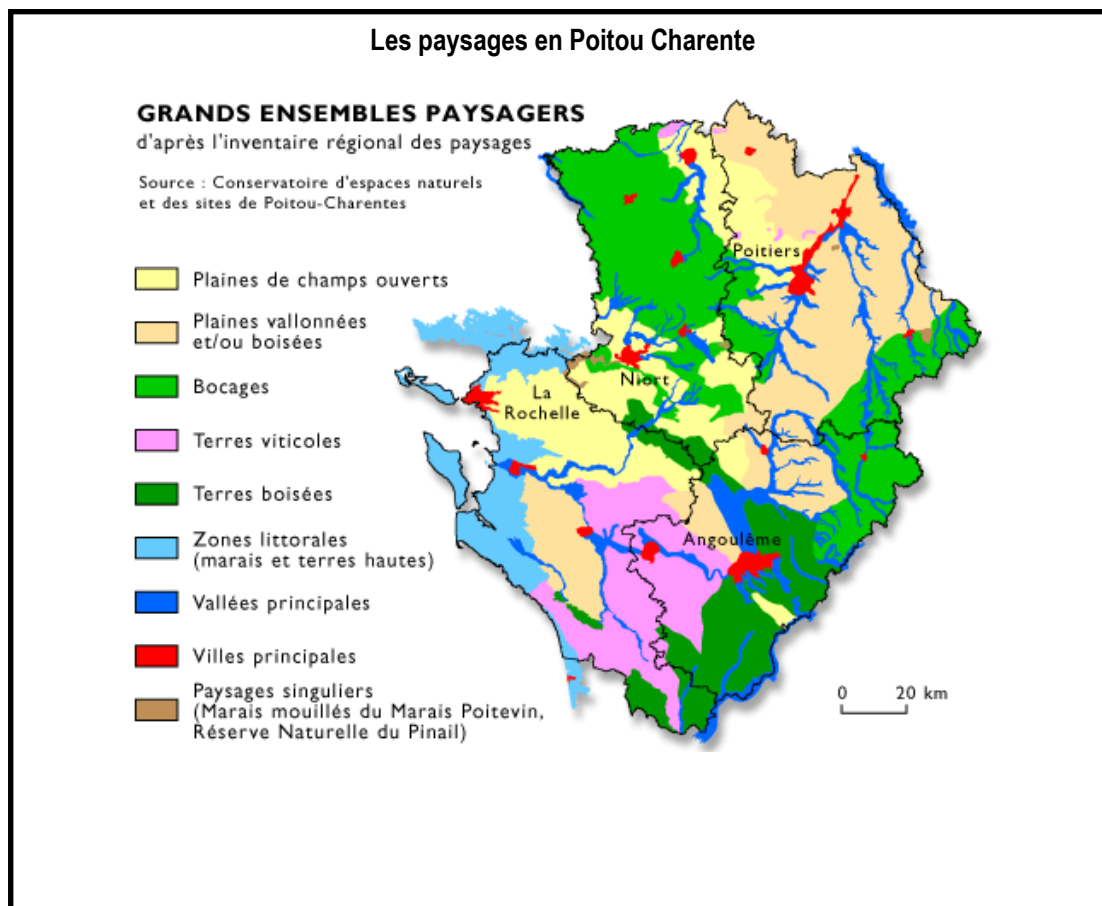 Les paysages en Poitou Charente
GRANDS ENSEMBLES PAYSAGERS
d'après l'inventaire régional des paysages
Source : Conservatoire d'espaces naturels
et des sites de Poitou-Charentes
Plaines de champs ouverts
Plaines vallonnées
et/ou boisées
Bocages
Terres viticoles
Terres boisées
Zones littorales
(marais et terres hautes)
Vallées principales
Villes principales
Paysages singuliers
(Marais mouillés du Marais Poitevin,
Réserve Naturelle du Pinail)
Poitiers
Niort
La
Rochelle
Angoulême
0 20 km